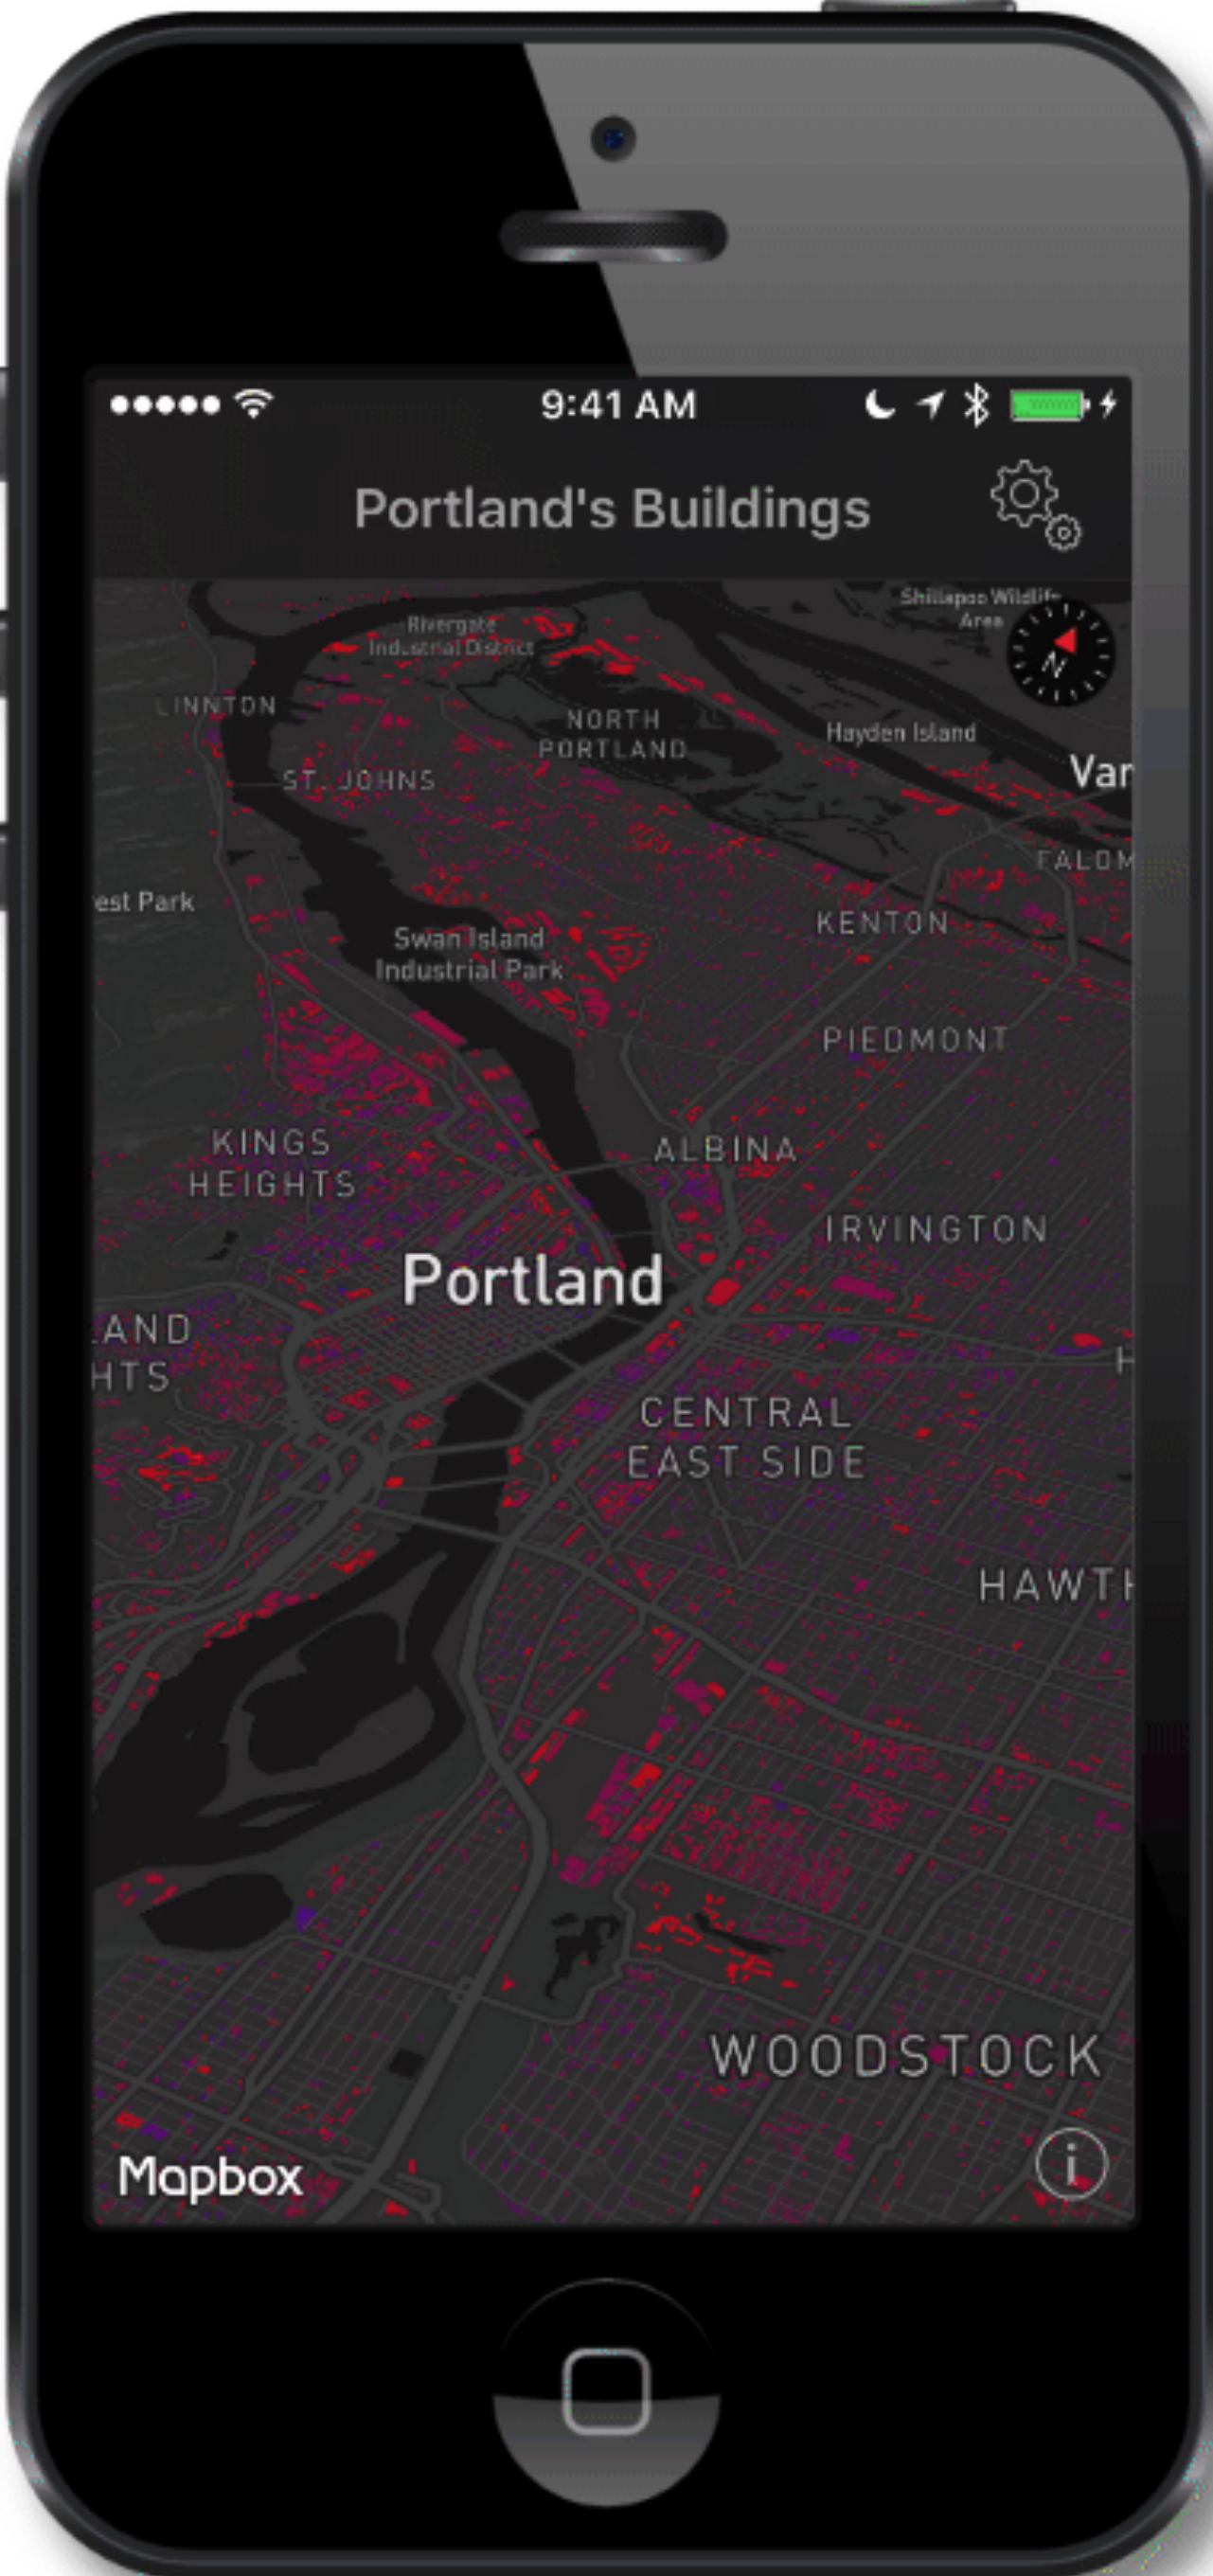 9:41 AM
Portland's Buildings
Shillapoo Wildlife
Area
Rivergate
Industrial District
N
LINNTON
NORTH
PORTLAND
Hayden Island
Van
ST. JOHNS
FALOM
est Park
KENTON
Swan Island
Industrial Park
PIEDMONT
KINGS
HEIGHTS
ALBINA
IRVINGTON
Portland
LAND
HTS
H
CENTRAL
EAST SIDE
HAWTH
WOODSTOCK
Mapbox
i